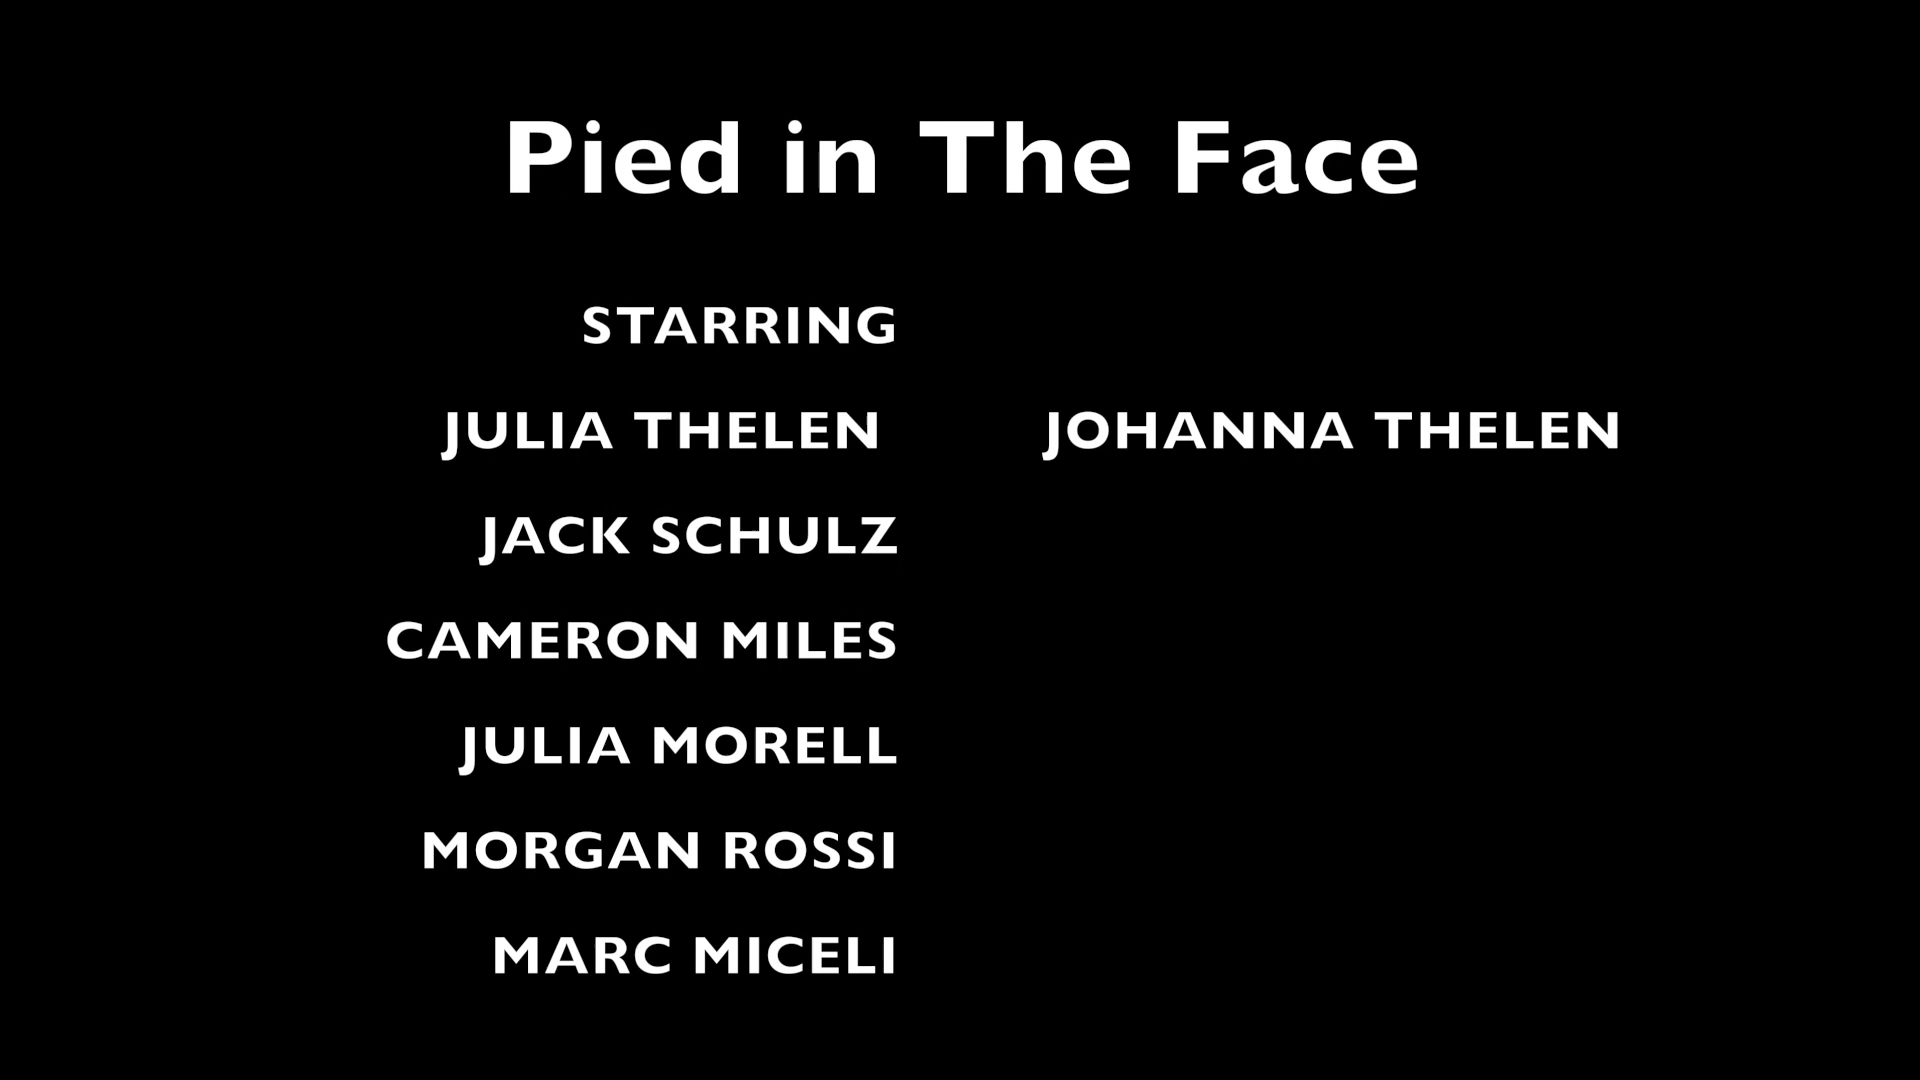 Pied in The Face
STARRING
JULIA THELEN JOHANNA THELEN
JACK SCHULZ
CAMERON MILES
JULIA MORELL
MORGAN ROSSI
MARC MICELI